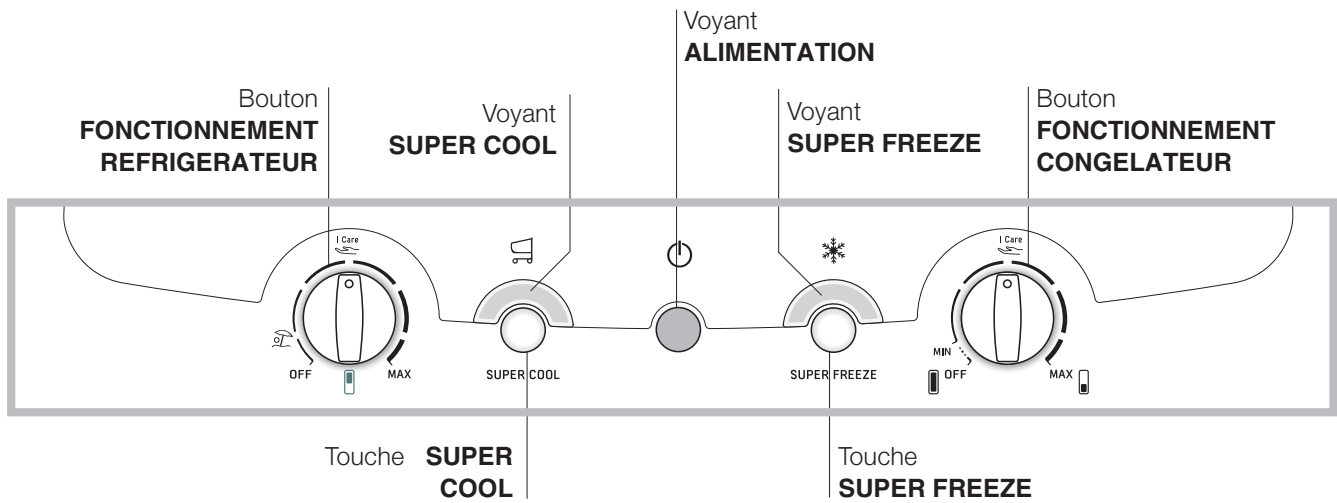 Voyant
ALIMENTATION
Bouton
FONCTIONNEMENT
REFRIGERATEUR
Voyant
SUPER COOL
Voyant
SUPER FREEZE
Bouton
FONCTIONNEMENT
CONGELATEUR
I Care
OFF
MAX
SUPER COOL
SUPER FREEZE
I Care
MIN
OFF
MAX
Touche SUPER
COOL
Touche
SUPER FREEZE